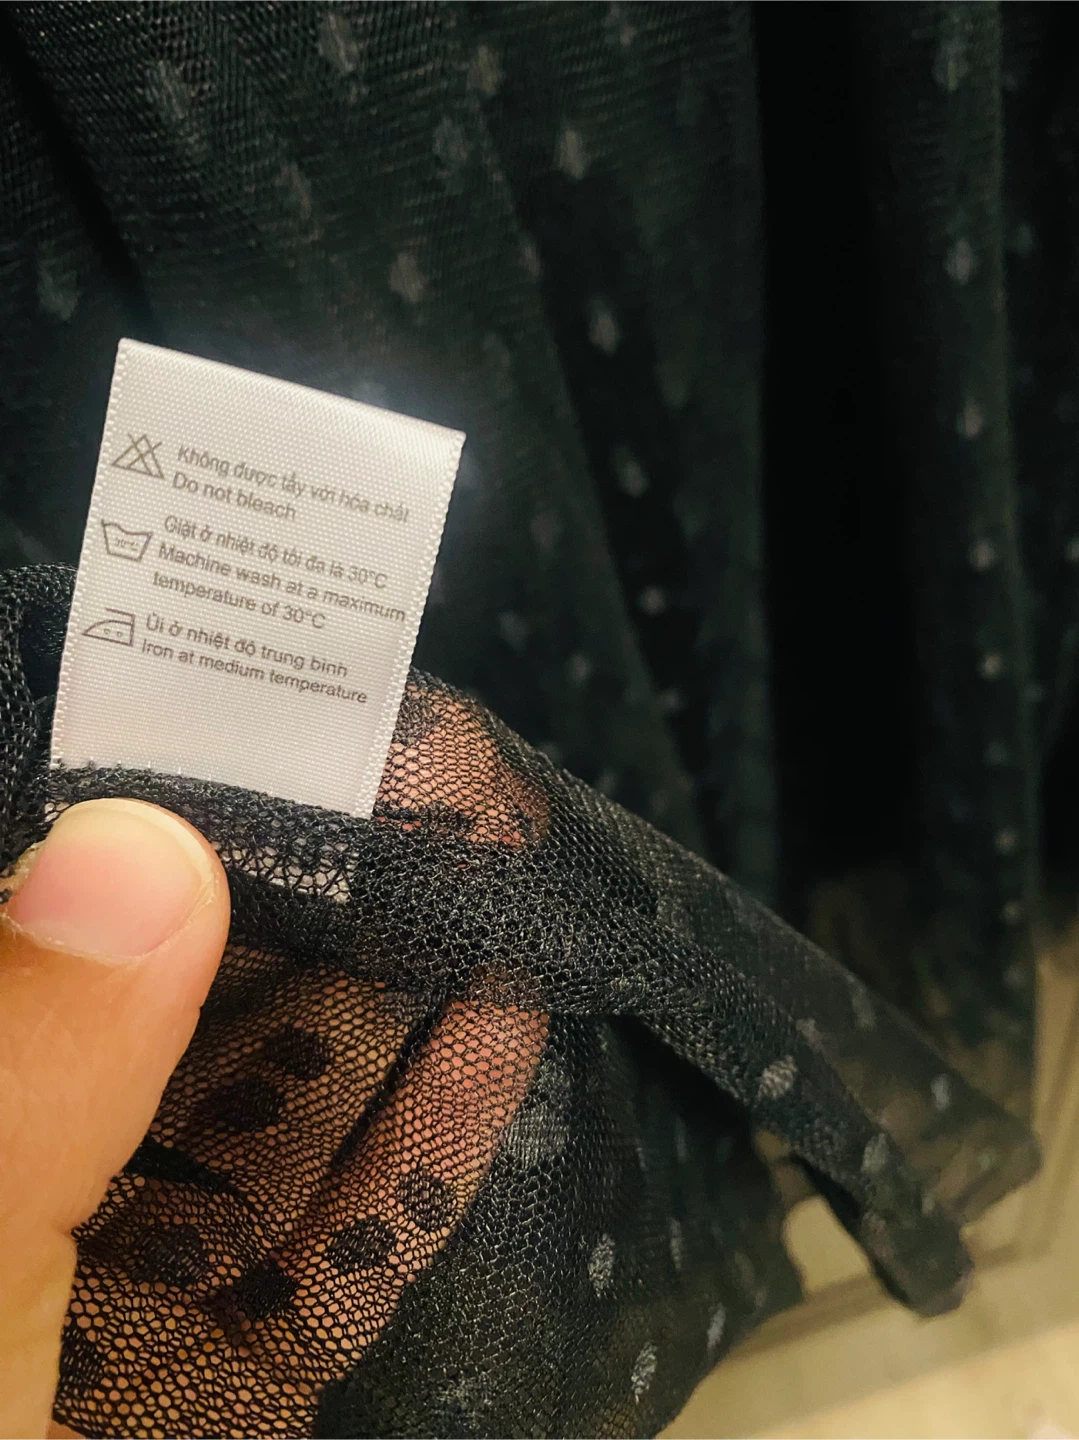 Không được tẩy với hóa chất
Do not bleach
30°C
Giặt ở nhiệt độ tối đa là 30°C
Machine wash at a maximum
temperature of 30°C
Ủi ở nhiệt độ trung bình
Iron at medium temperature